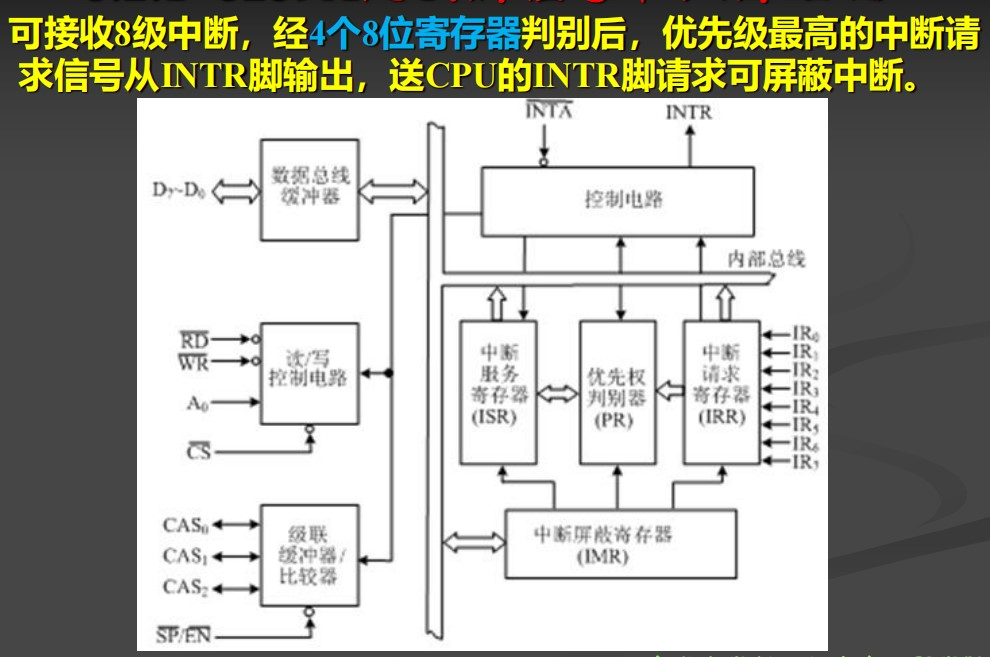 可接收8级中断，经4个8位寄存器判别后，优先级最高的中断请
求信号从INTR脚输出，送CPU的INTR脚请求可屏蔽中断。
INTA INTR
D₇~D₀
数据总线
缓冲器
控制电路
内部总线
RD
WR
A₀
CS
读/写
控制电路
中断
服务
寄存器
(ISR)
优先权
判别器
(PR)
中断
请求
寄存器
(IRR)
IR₀
IR₁
IR₂
IR₃
IR₄
IR₅
IR₆
IR₇
CAS₀
CAS₁
CAS₂
SP/EN
级联
缓冲器/
比较器
中断屏蔽寄存器
(IMR)